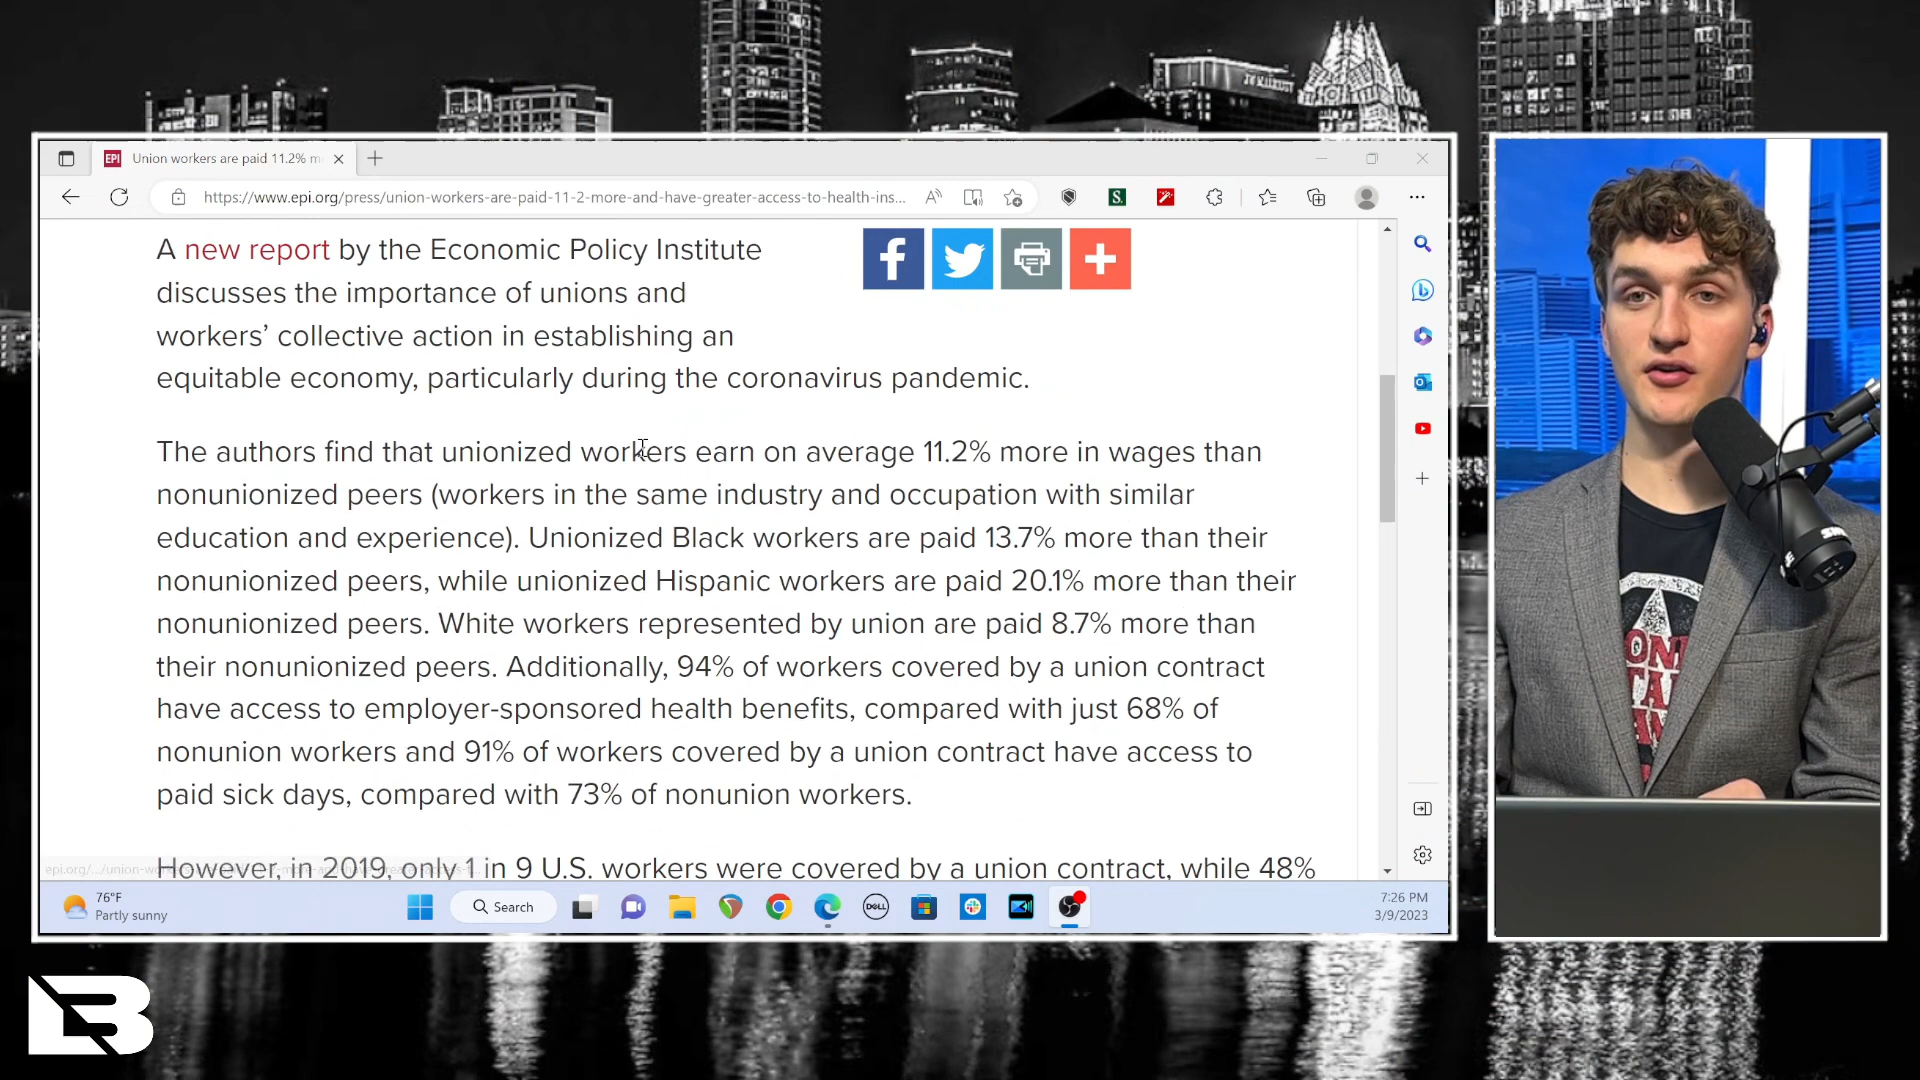 EPI
Union workers are paid 11.2% m
https://www.epi.org/press/union-workers-are-paid-11-2-more-and-have-greater-access-to-health-ins...
A new report by the Economic Policy Institute
discusses the importance of unions and
workers’ collective action in establishing an
equitable economy, particularly during the coronavirus pandemic.
The authors find that unionized workers earn on average 11.2% more in wages than
nonunionized peers (workers in the same industry and occupation with similar
education and experience). Unionized Black workers are paid 13.7% more than their
nonunionized peers, while unionized Hispanic workers are paid 20.1% more than their
nonunionized peers. White workers represented by union are paid 8.7% more than
their nonunionized peers. Additionally, 94% of workers covered by a union contract
have access to employer-sponsored health benefits, compared with just 68% of
nonunion workers and 91% of workers covered by a union contract have access to
paid sick days, compared with 73% of nonunion workers.
However, in 2019, only 1 in 9 U.S. workers were covered by a union contract, while 48%
76°F
Partly sunny
Search
DELL
7:26 PM
3/9/2023
B